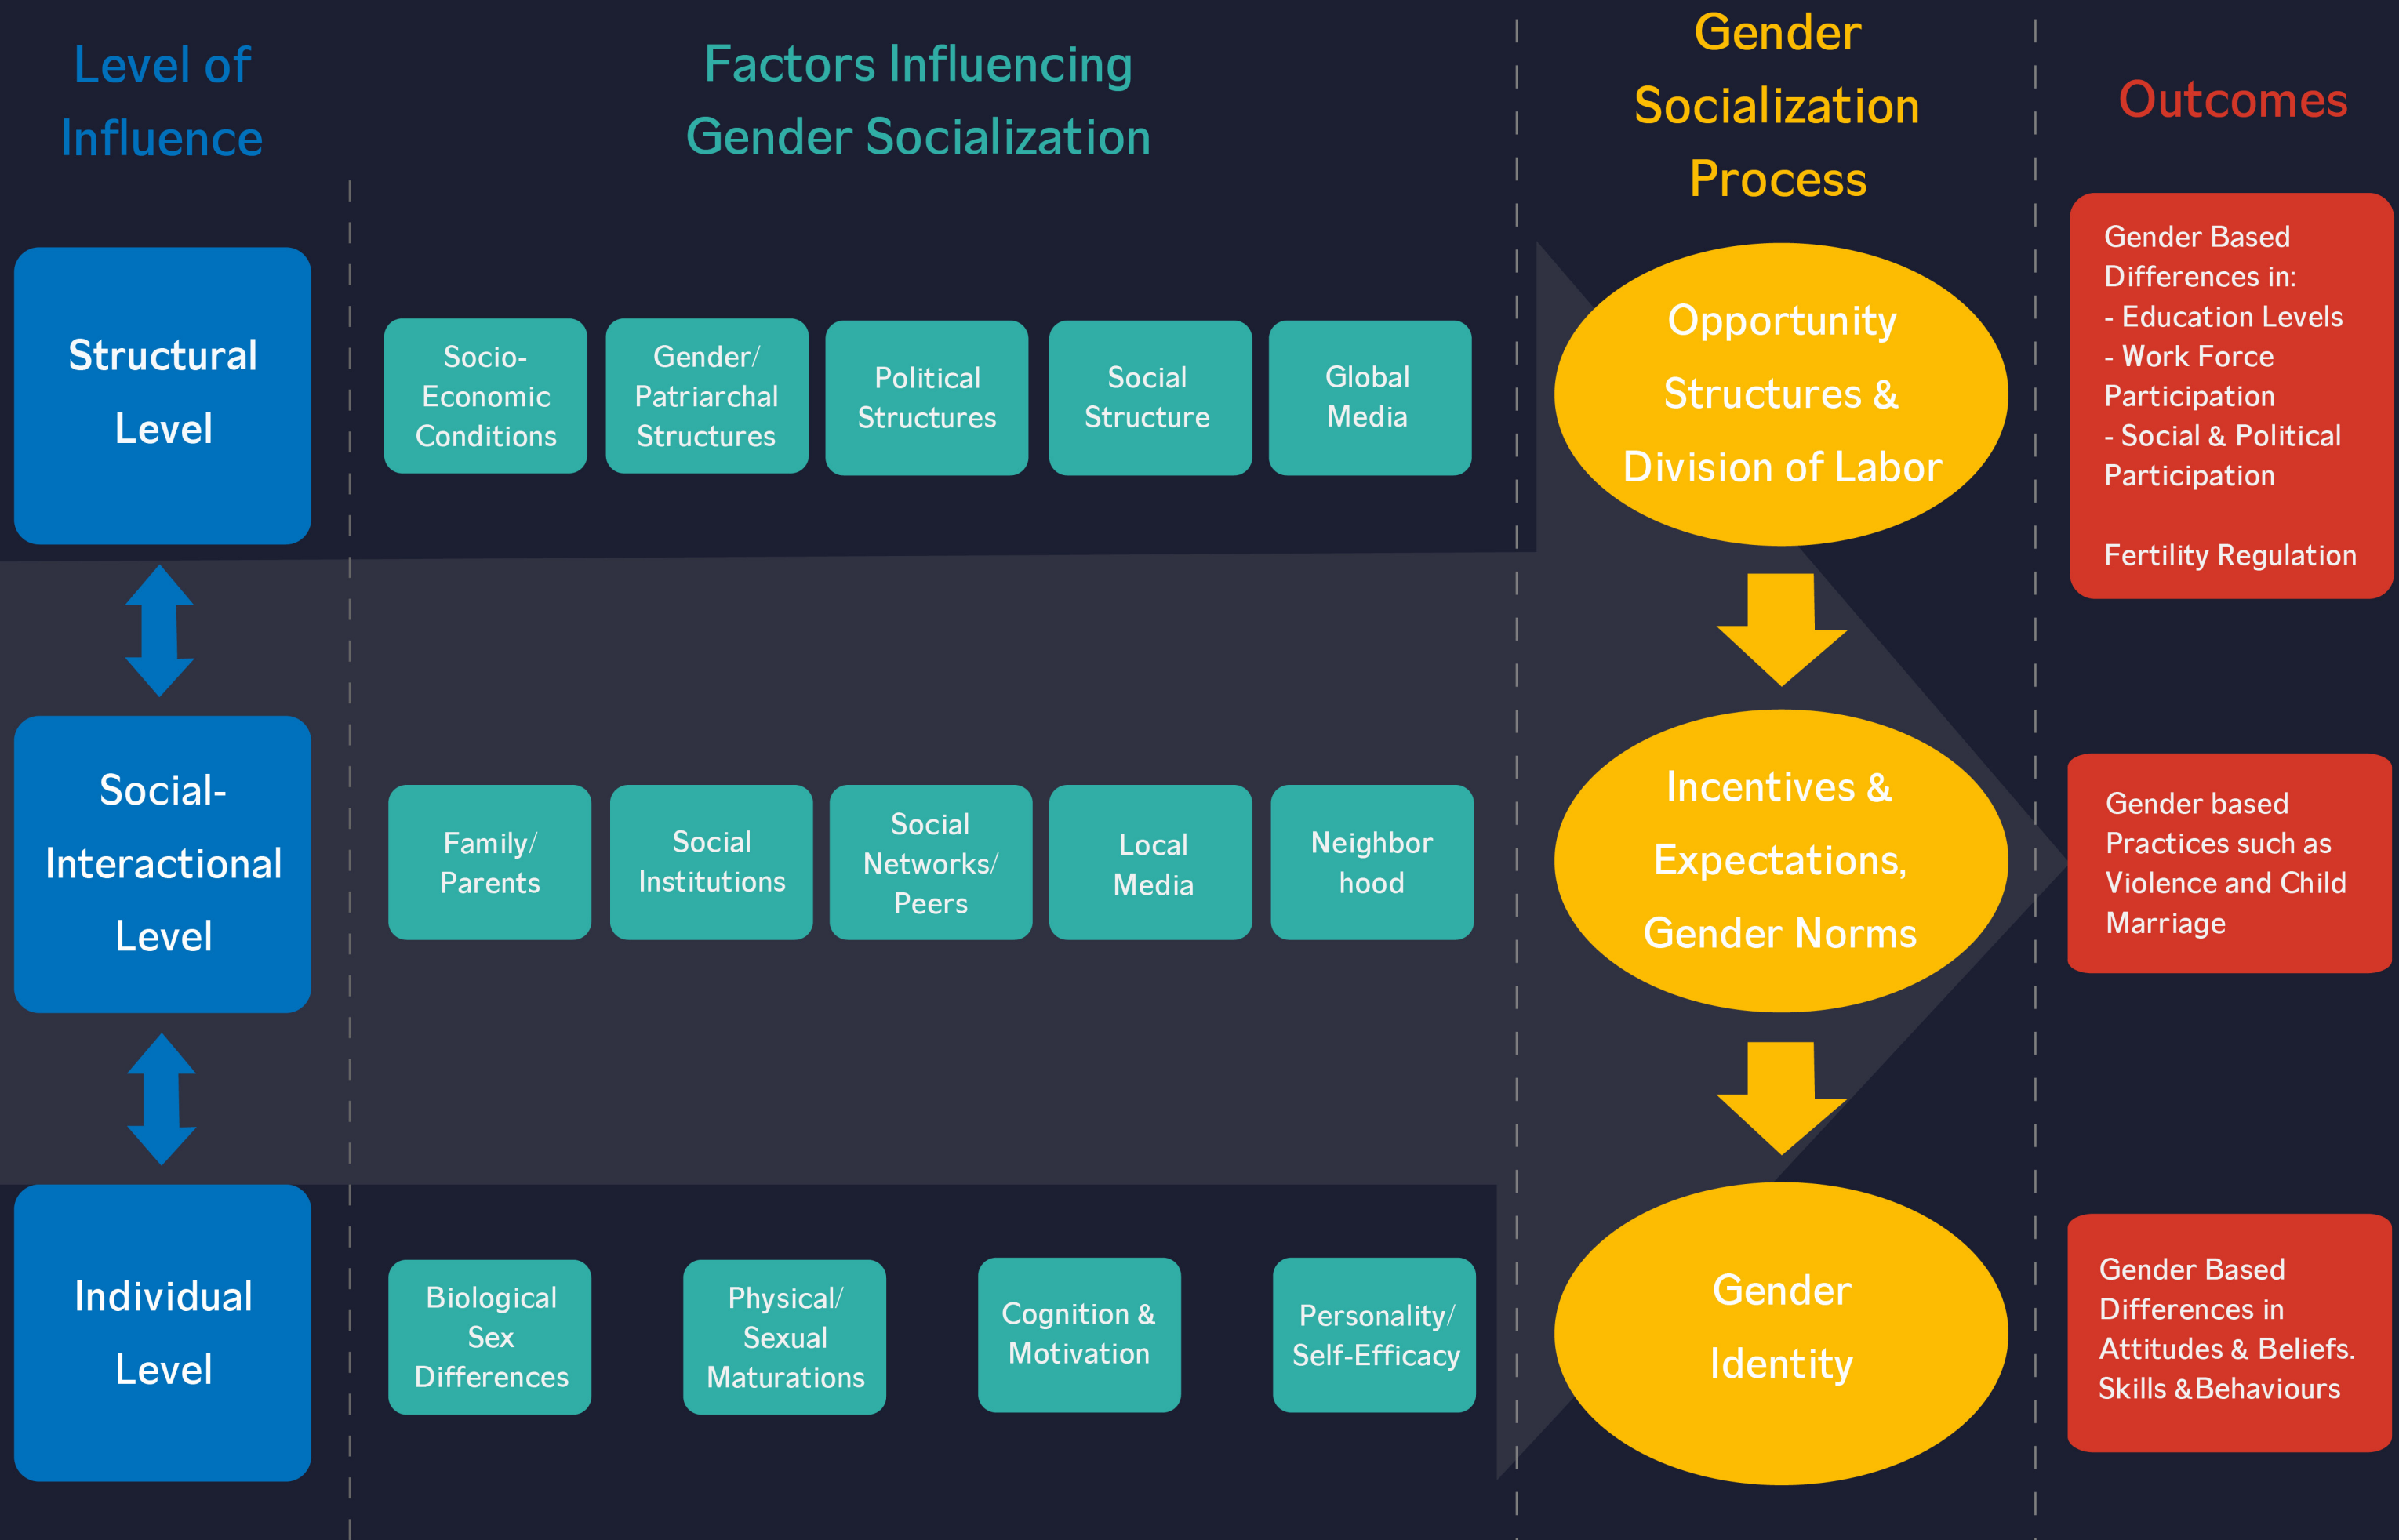 Level of
Influence
Factors Influencing
Gender Socialization
Gender
Socialization
Process
Outcomes
Structural
Level
Socio-
Economic
Conditions
Gender/
Patriarchal
Structures
Political
Structures
Social
Structure
Global
Media
Opportunity
Structures &
Division of Labor
Gender Based
Differences in:
- Education Levels
- Work Force
Participation
- Social & Political
Participation
Fertility Regulation
Social-
Interactional
Level
Family/
Parents
Social
Institutions
Social
Networks/
Peers
Local
Media
Neighbor
hood
Incentives &
Expectations,
Gender Norms
Gender based
Practices such as
Violence and Child
Marriage
Individual
Level
Biological
Sex
Differences
Physical/
Sexual
Maturations
Cognition &
Motivation
Personality/
Self-Efficacy
Gender
Identity
Gender Based
Differences in
Attitudes & Beliefs.
Skills &Behaviours